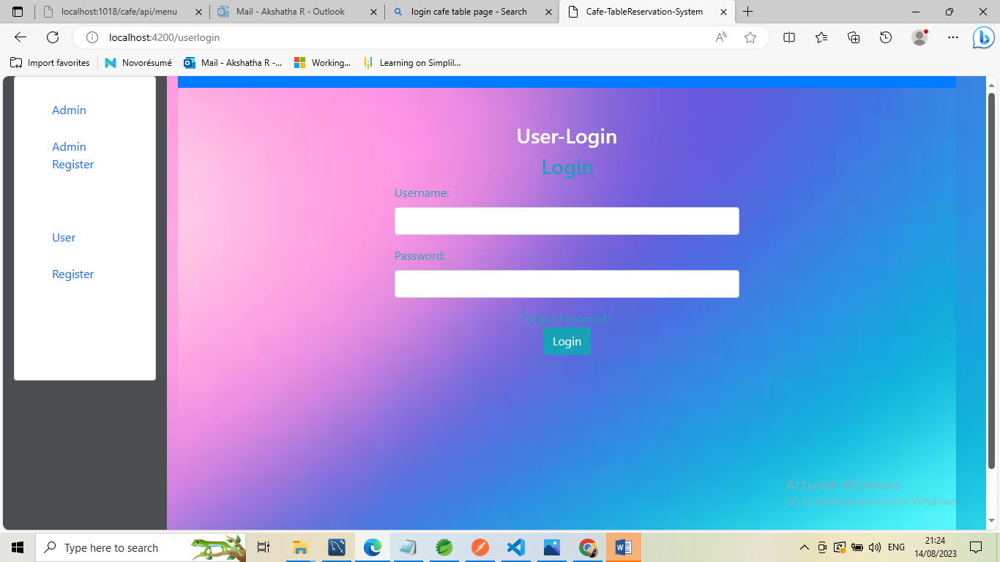 localhost:1018/cafe/api/menu
Mail - Akshatha R - Outlook
login cafe table page - Search
Cafe-TableReservation-System
localhost:4200/userlogin
Import favorites
Novorésumé
Mail - Akshatha R -...
Working...
Learning on Simplil...
Admin
Admin
Register
User
Register
User-Login
Login
Username:
Password:
Forgot Password?
Login
Activate Windows
Go to Settings to activate Windows
Type here to search
ENG
21:24
14/08/2023